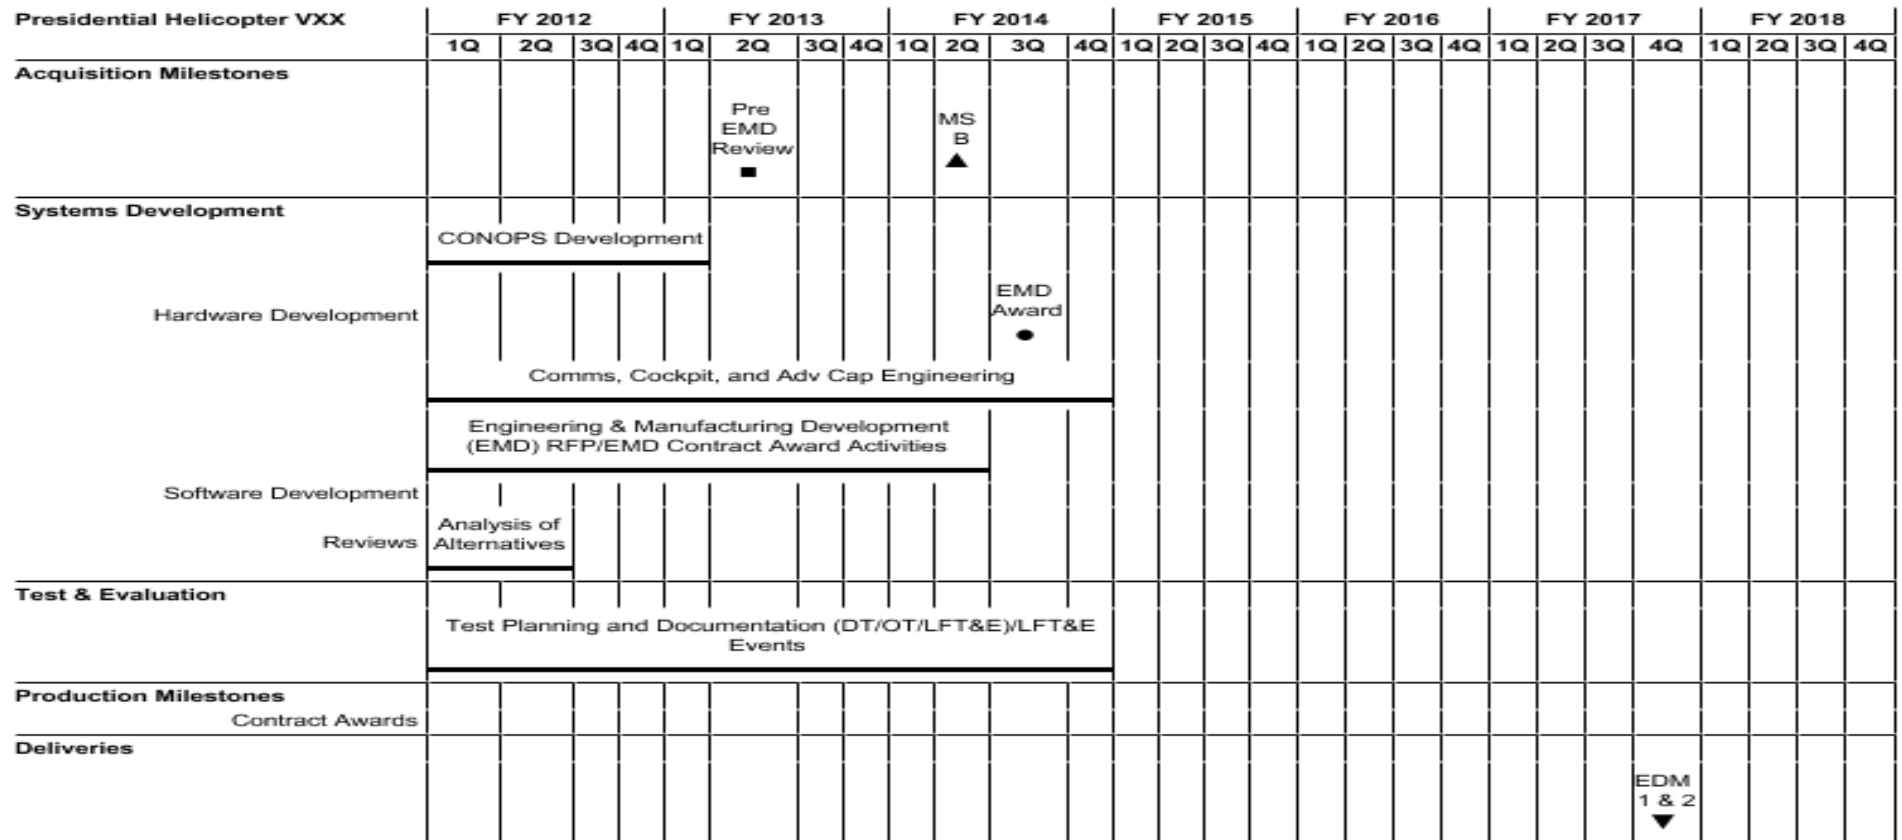 Presidential Helicopter VXX FY 2012 FY 2013 FY 2014 FY 2015 FY 2016 FY 2017 FY 2018
1Q 2Q 3Q 4Q 1Q 2Q 3Q 4Q 1Q 2Q 3Q 4Q 1Q 2Q 3Q 4Q 1Q 2Q 3Q 4Q 1Q 2Q 3Q 4Q 1Q 2Q 3Q 4Q
Acquisition Milestones
Pre
EMD
Review
MS
B
Systems Development
CONOPS Development
Hardware Development
EMD
Award
Comms, Cockpit, and Adv Cap Engineering
Engineering & Manufacturing Development
(EMD) RFP/EMD Contract Award Activities
Software Development
Reviews
Analysis of
Alternatives
Test & Evaluation
Test Planning and Documentation (DT/OT/LFT&E)/LFT&E
Events
Production Milestones
Contract Awards
Deliveries
EDM
1 & 2